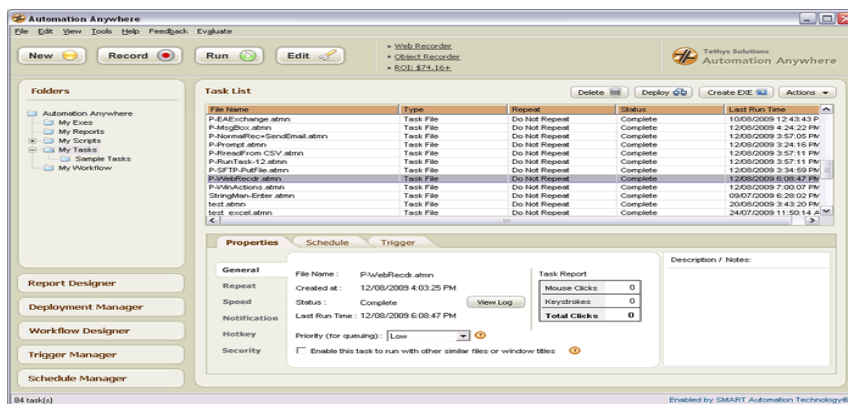 Automation Anywhere
File Edit View Tools Help Feedback Evaluate
New Record Run Edit
Web Recorder
Object Recorder
ROI: $74.16+
Tethys Solutions
Automation Anywhere
Folders
Automation Anywhere
My Exes
My Reports
My Scripts
My Tasks
Sample Tasks
My Workflow
Report Designer
Deployment Manager
Workflow Designer
Trigger Manager
Schedule Manager
Task List
Delete Deploy Create EXE Actions
File Name Type Repeat Status Last Run Time
P-EAExchange.atmn Task File Do Not Repeat Complete 10/08/2009 12:43:43 P
P-MsgBox.atmn Task File Do Not Repeat Complete 12/08/2009 4:24:22 PM
P-NormalRec+SendEmail.atmn Task File Do Not Repeat Complete 12/08/2009 3:57:05 PM
P-Prompt.atmn Task File Do Not Repeat Complete 12/08/2009 3:24:16 PM
P-RreadFrom CSV.atmn Task File Do Not Repeat Complete 12/08/2009 3:57:11 PM
P-RunTask-12.atmn Task File Do Not Repeat Complete 12/08/2009 3:57:11 PM
P-SFTP-PutFile.atmn Task File Do Not Repeat Complete 12/08/2009 3:34:59 PM
P-WebRecdr.atmn Task File Do Not Repeat Complete 12/08/2009 6:08:47 PM
P-WinActions.atmn Task File Do Not Repeat Complete 12/08/2009 7:00:07 PM
StringMan-Enter.atmn Task File Do Not Repeat Complete 09/07/2009 6:28:02 PM
test.atmn Task File Do Not Repeat Complete 20/08/2009 3:43:20 PM
test_excel.atmn Task File Do Not Repeat Complete 24/07/2009 11:50:14 A
Properties Schedule Trigger
General
Repeat
Speed
Notification
Hotkey
Security
File Name : P-WebRecdr.atmn
Created at : 12/08/2009 4:03:25 PM
Status : Complete View Log
Last Run Time : 12/08/2009 6:08:47 PM
Priority (for queuing) : Low
Enable this task to run with other similar files or window titles
Task Report
Mouse Clicks 0
Keystrokes 0
Total Clicks 0
Description / Notes:
84 task(s)
Enabled by SMART Automation Technology®